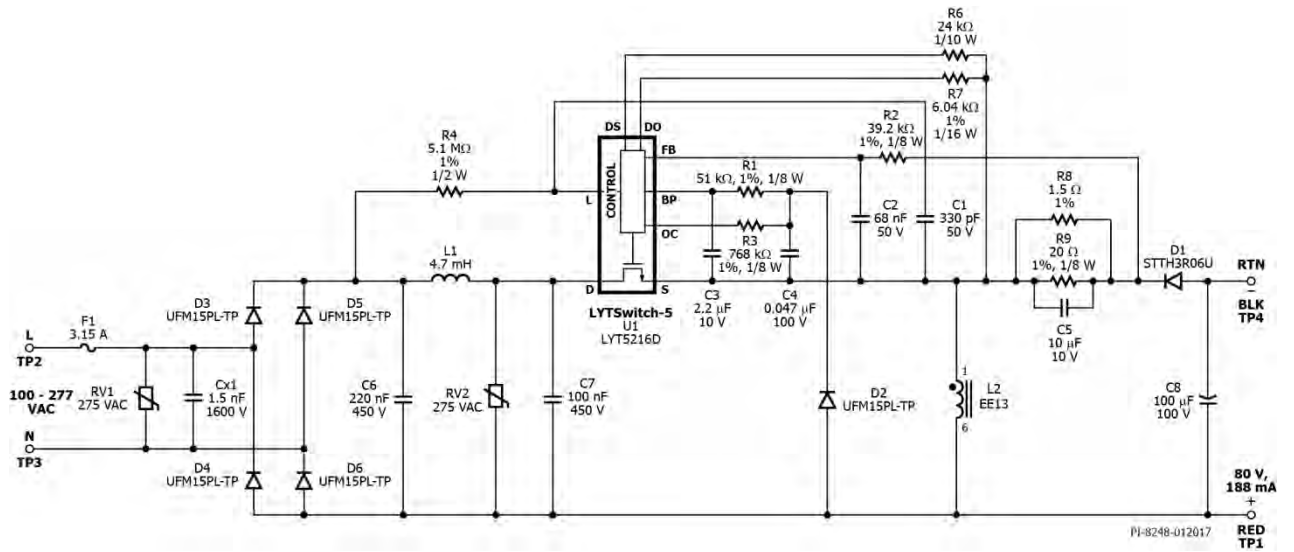 R6
24 kΩ
1/10 W
R7
6.04 kΩ
1%
1/16 W
R2
39.2 kΩ
1%, 1/8 W
DS
DO
R4
5.1 MΩ
1%
1/2 W
FB
CONTROL
L
BP
OC
R1
51 kΩ, 1%, 1/8 W
R3
768 kΩ
1%, 1/8 W
C2
68 nF
50 V
C1
330 pF
50 V
R8
1.5 Ω
1%
R9
20 Ω
1%, 1/8 W
C5
10 µF
10 V
D1
STTH3R06U
RTN
BLK
TP4
L1
4.7 mH
D
S
LYTSwitch-5
U1
LYT5216D
C3
2.2 µF
10 V
C4
0.047 µF
100 V
D3
UFM15PL-TP
D5
UFM15PL-TP
F1
3.15 A
L
TP2
100 - 277
VAC
RV1
275 VAC
Cx1
1.5 nF
1600 V
N
TP3
D4
UFM15PL-TP
D6
UFM15PL-TP
C6
220 nF
450 V
RV2
275 VAC
C7
100 nF
450 V
D2
UFM15PL-TP
1
L2
EE13
6
C8
100 µF
100 V
80 V,
188 mA
+
RED
TP1
PI-8248-012017